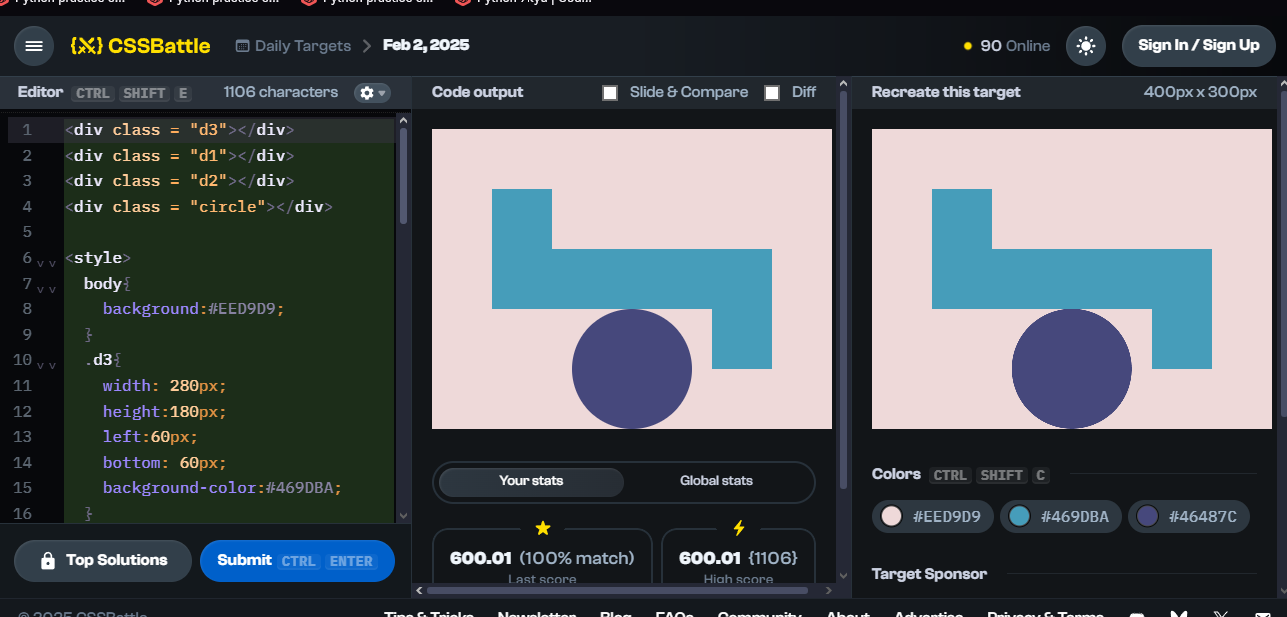 {X} CSSBattle
Daily Targets
Feb 2, 2025
90 Online
Sign In / Sign Up
Editor CTRL SHIFT E 1106 characters
1 <div class = "d3"></div>
2 <div class = "d1"></div>
3 <div class = "d2"></div>
4 <div class = "circle"></div>
5
6 <style>
7 body{
8 background:#EED9D9;
9 }
10 .d3{
11 width: 280px;
12 height:180px;
13 left:60px;
14 bottom: 60px;
15 background-color:#469DBA;
16 }
Top Solutions
Submit CTRL ENTER
Code output
Slide & Compare
Diff
Your stats
Global stats
600.01 (100% match)
Last score
600.01 {1106}
High score
Recreate this target
400px x 300px
Colors CTRL SHIFT C
#EED9D9
#469DBA
#46487C
Target Sponsor
© 2025 CSSBattle
Tips & Tricks Newsletter Blog FAQs Community About Advertise Privacy & Terms